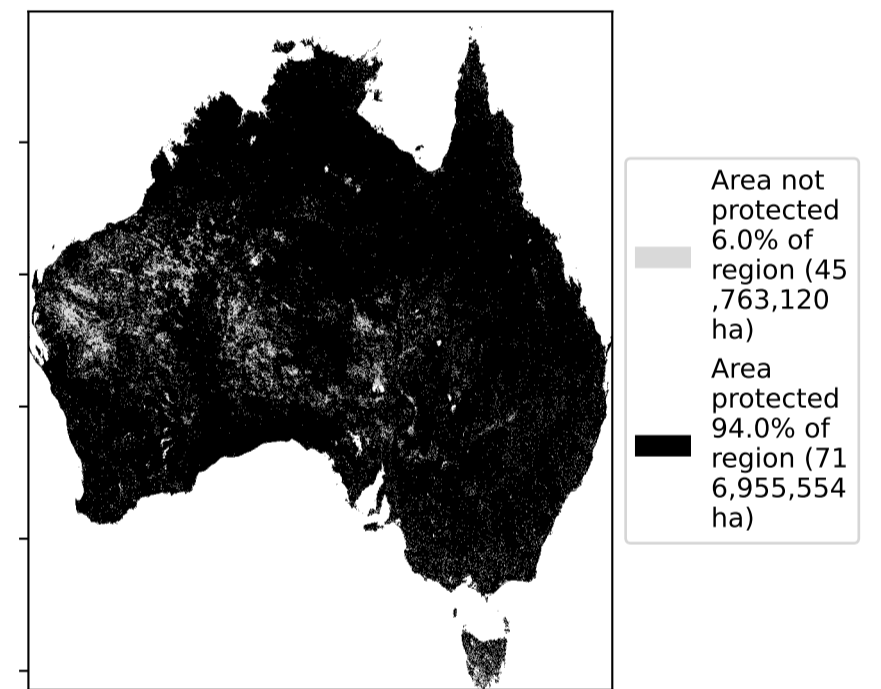 Area not
protected
6.0% of
region (45
,763,120
ha)
Area
protected
94.0% of
region (71
6,955,554
ha)